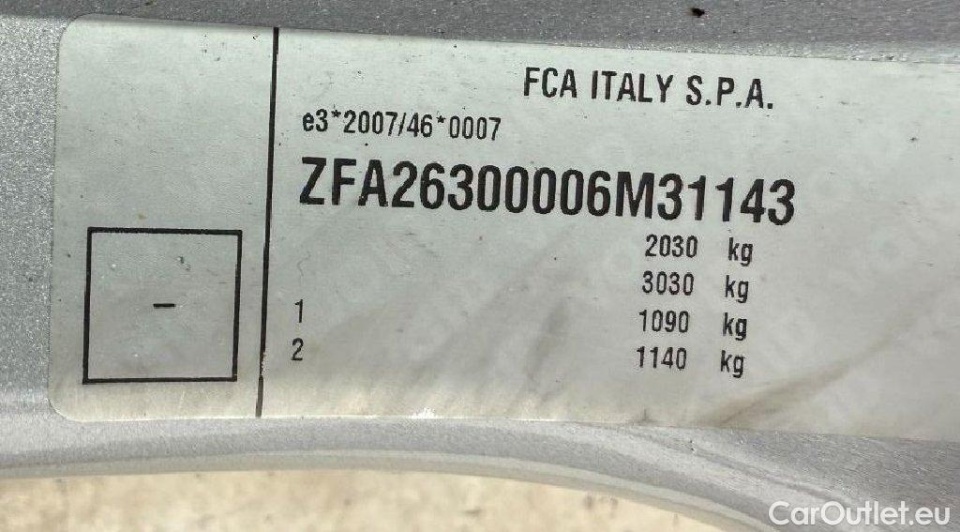 FCA ITALY S.P.A.
e3*2007/46*0007
ZFA26300006M31143
2030 kg
3030 kg
1 1090 kg
2 1140 kg
-
CarOutlet.eu